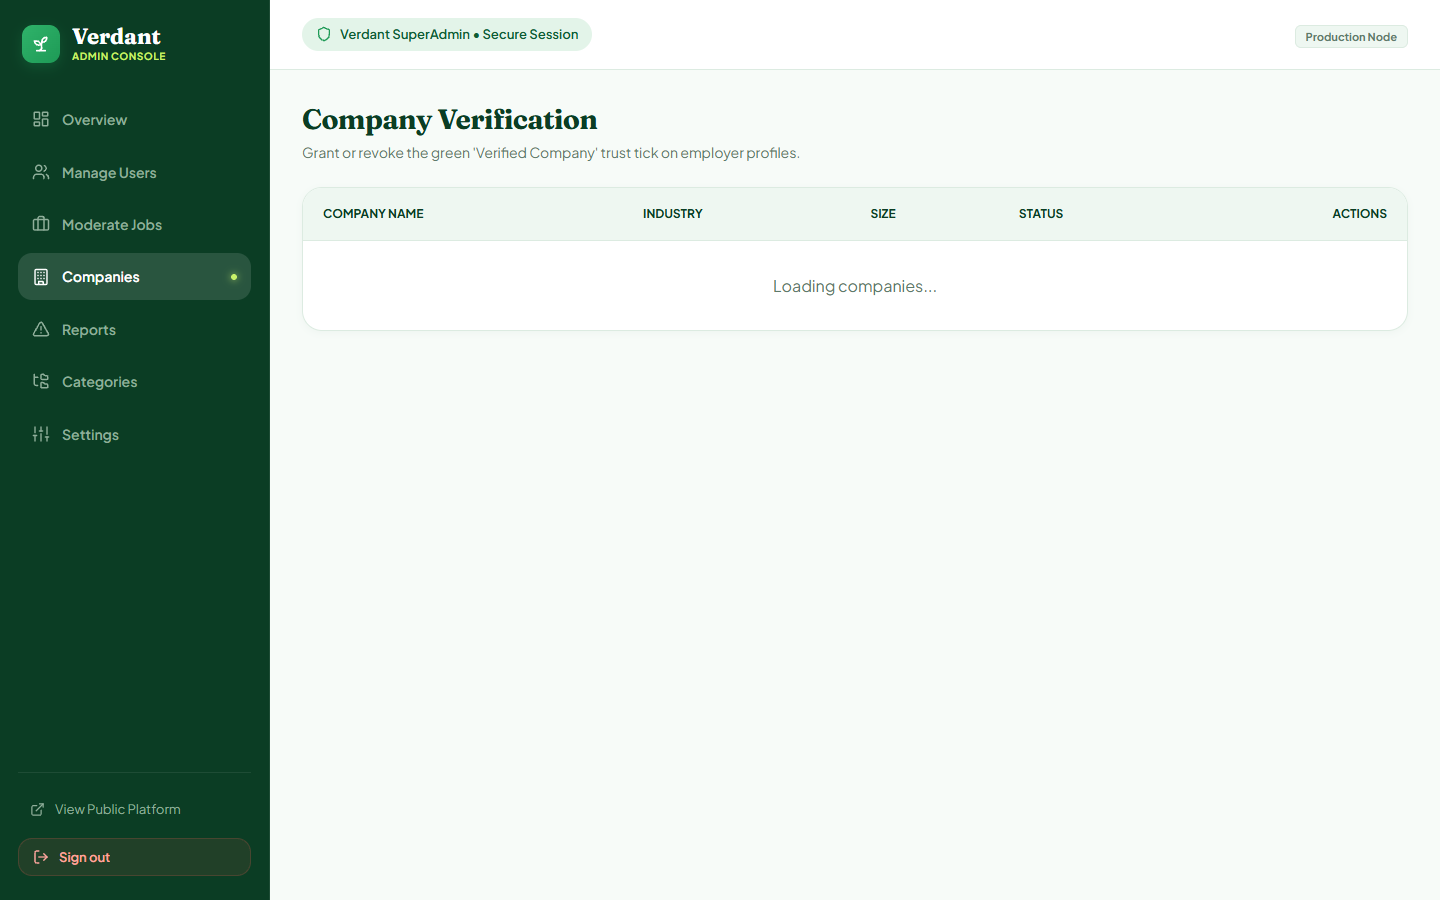 Verdant
ADMIN CONSOLE
Overview
Manage Users
Moderate Jobs
Companies
Reports
Categories
Settings
View Public Platform
Sign out
Verdant SuperAdmin • Secure Session
Production Node
Company Verification
Grant or revoke the green 'Verified Company' trust tick on employer profiles.
COMPANY NAME INDUSTRY SIZE STATUS ACTIONS
Loading companies...